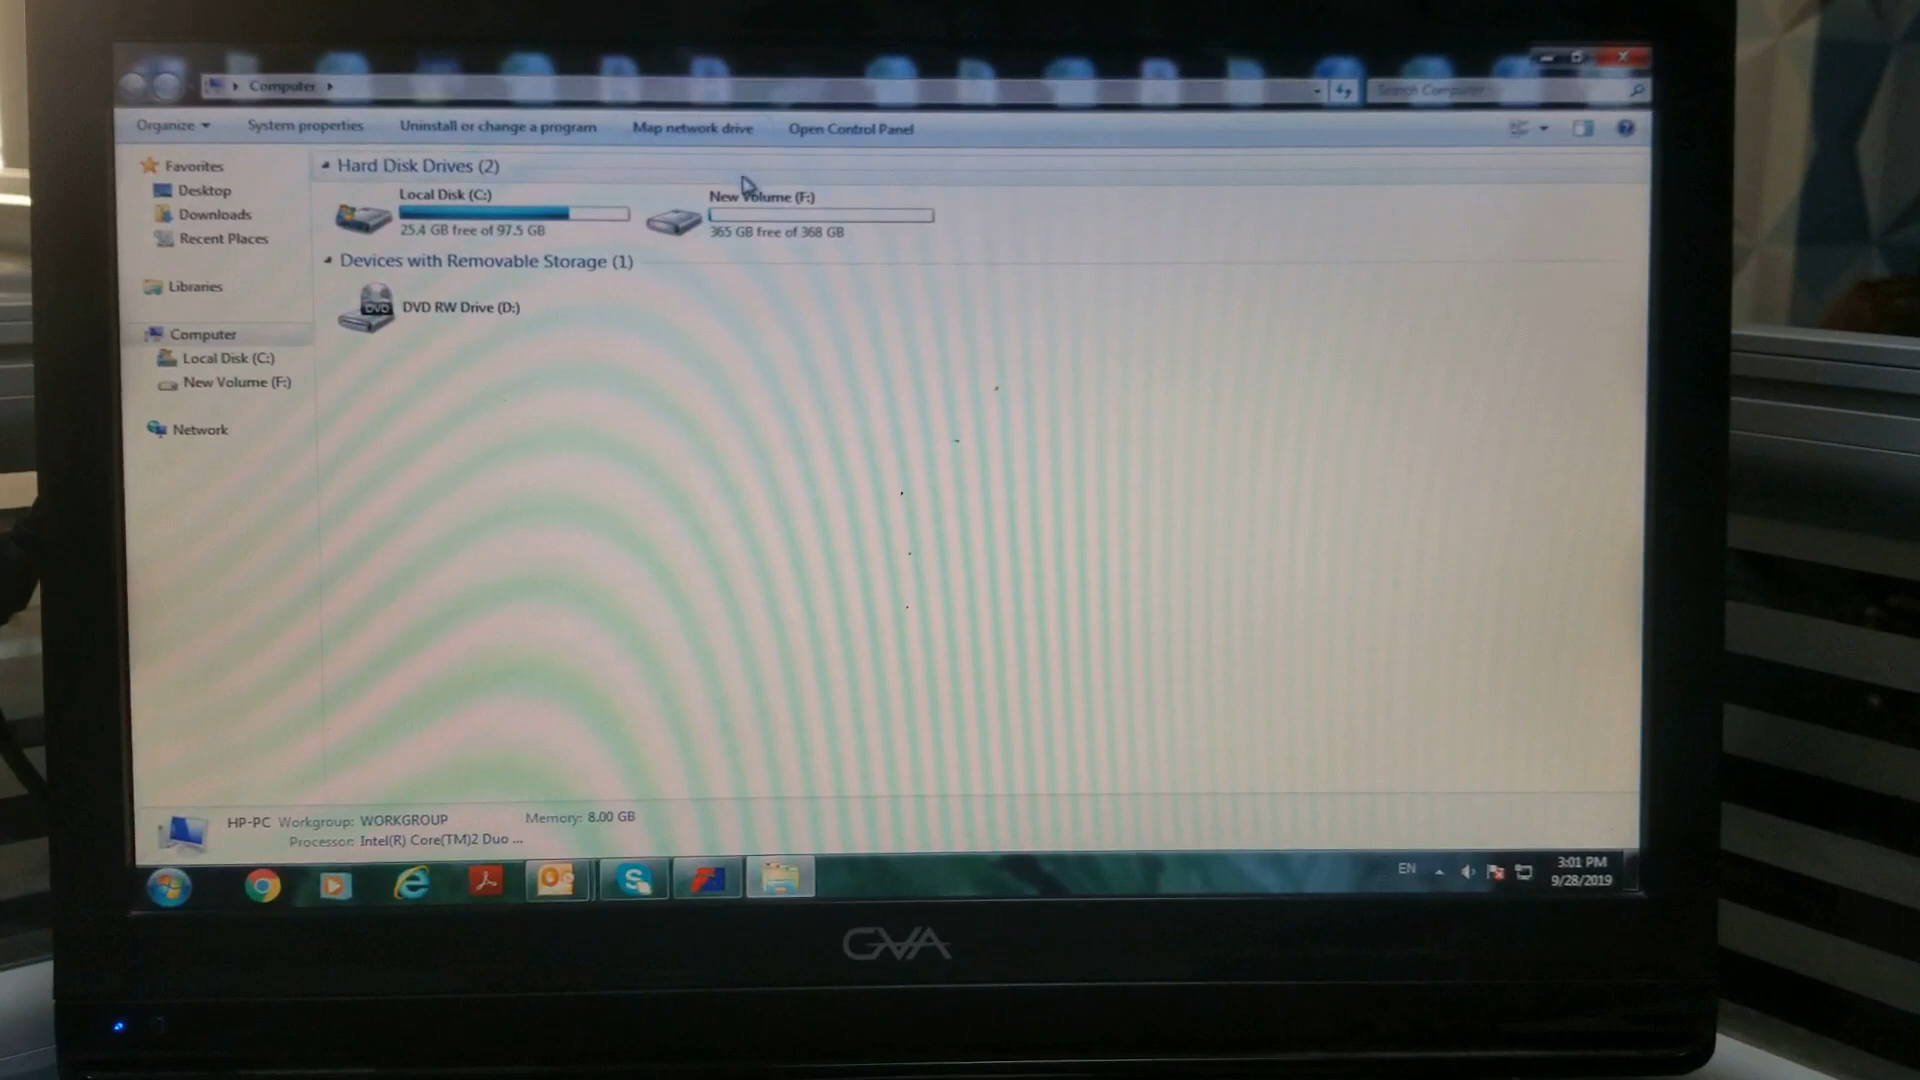 Computer
Search Computer
Organize
System properties
Uninstall or change a program
Map network drive
Open Control Panel
Favorites
Desktop
Downloads
Recent Places
Libraries
Computer
Local Disk (C:)
New Volume (F:)
Network
Hard Disk Drives (2)
Local Disk (C:)
25.4 GB free of 97.5 GB
New Volume (F:)
365 GB free of 368 GB
Devices with Removable Storage (1)
DVD
DVD RW Drive (D:)
HP-PC Workgroup: WORKGROUP Memory: 8.00 GB
Processor: Intel(R) Core(TM)2 Duo ...
EN
3:01 PM
9/28/2019
GVA